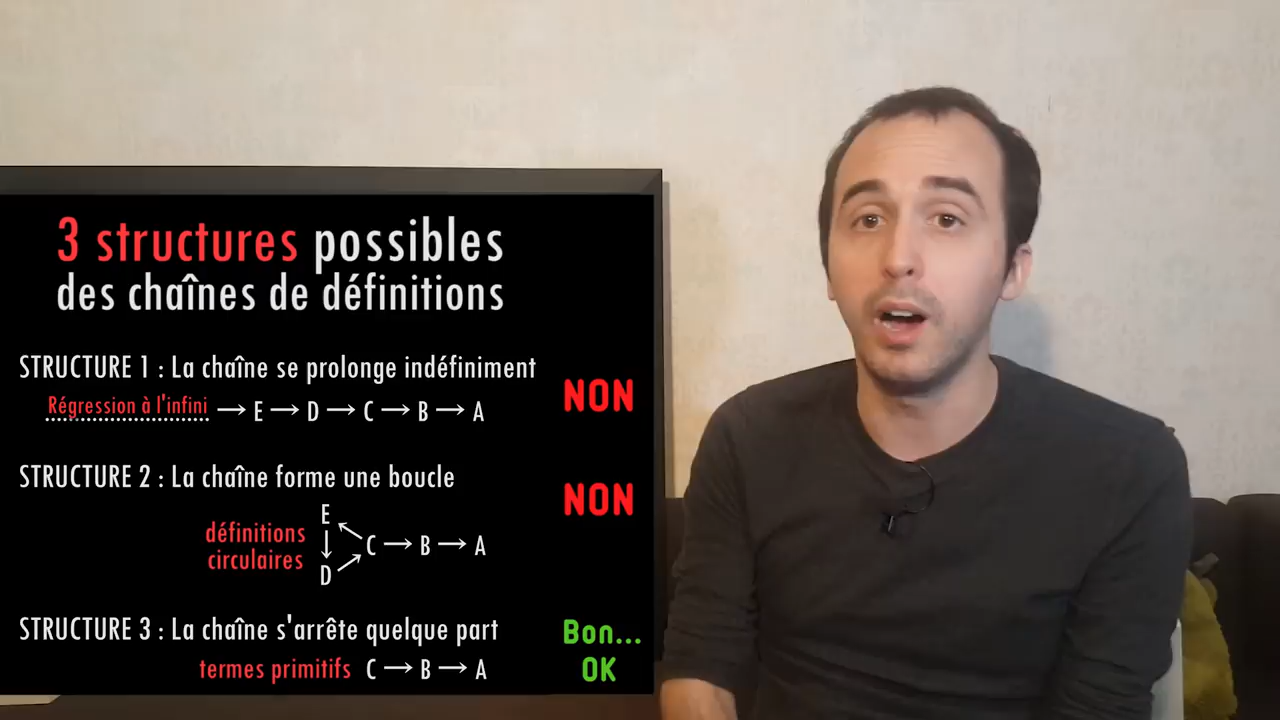 3 structures possibles
des chaînes de définitions
STRUCTURE 1 : La chaîne se prolonge indéfiniment
Régression à l'infini → E → D → C → B → A
NON
STRUCTURE 2 : La chaîne forme une boucle
NON
E
définitions
circulaires
C → B → A
D
STRUCTURE 3 : La chaîne s'arrête quelque part
termes primitifs C → B → A
Bon...
OK